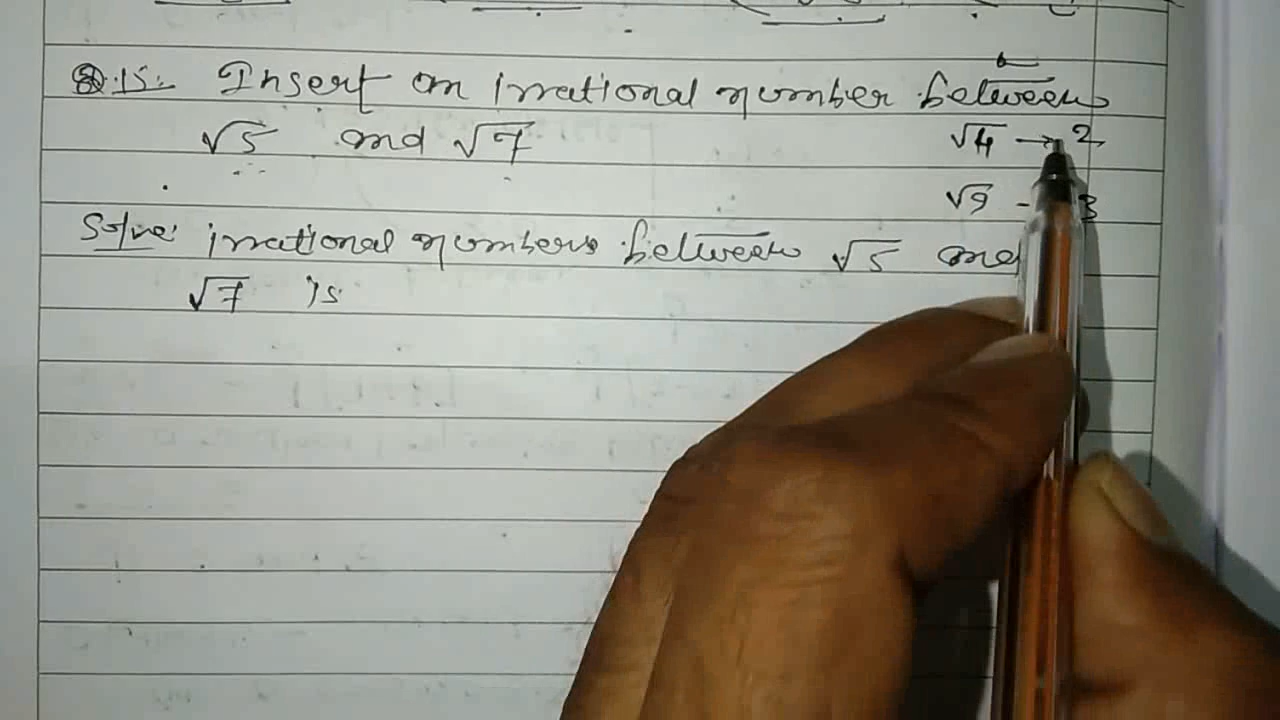 Q.15. Insert an irrational number between
√5 and √7
√4 → 2
√9 - 3
Solve: irrational numbers between √5 and
√7 is